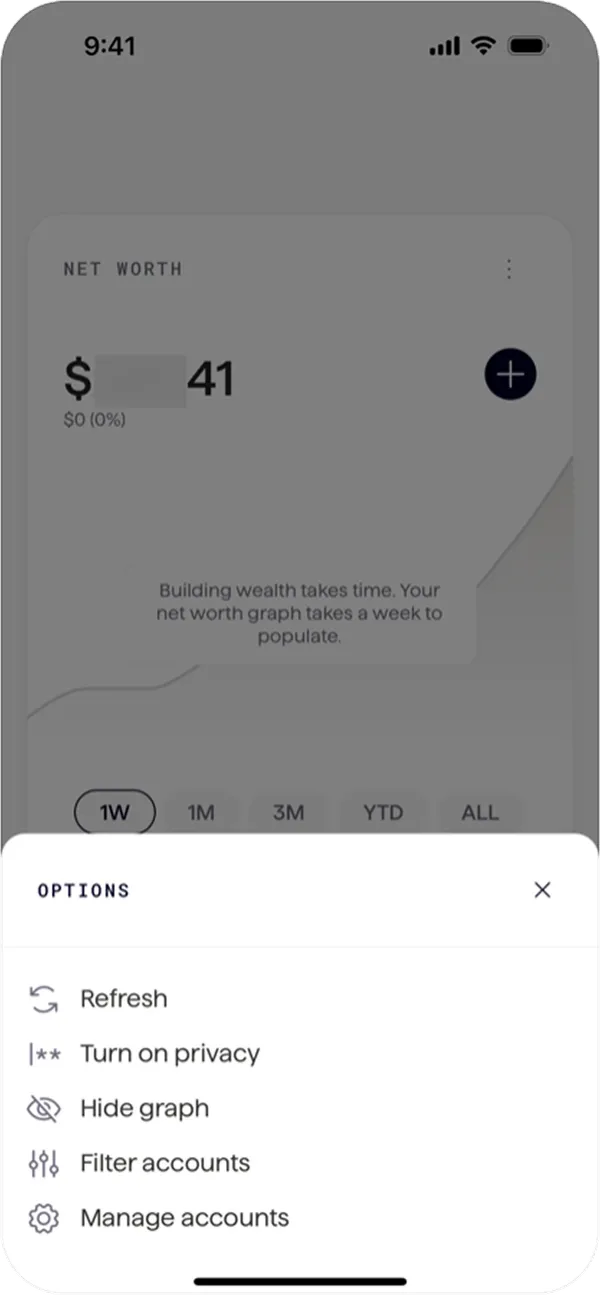 9:41
NET WORTH
$ 41
$0 (0%)
Building wealth takes time. Your
net worth graph takes a week to
populate.
1W 1M 3M YTD ALL
OPTIONS
Refresh
|** Turn on privacy
Hide graph
Filter accounts
Manage accounts